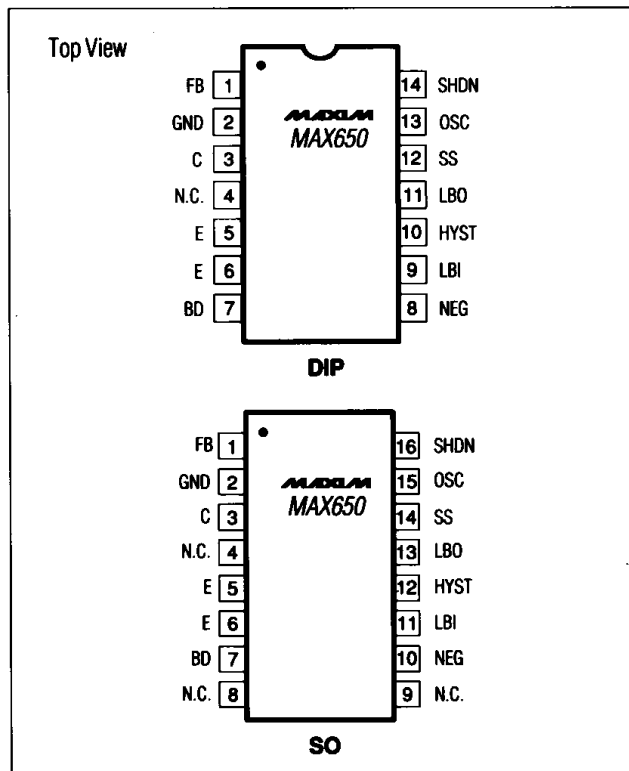 Top View
FB 1 14 SHDN
GND 2 13 OSC
C 3 12 SS
N.C. 4 11 LBO
E 5 10 HYST
E 6 9 LBI
BD 7 8 NEG
MAXIM
MAX650
DIP
FB 1 16 SHDN
GND 2 15 OSC
C 3 14 SS
N.C. 4 13 LBO
E 5 12 HYST
E 6 11 LBI
BD 7 10 NEG
N.C. 8 9 N.C.
MAXIM
MAX650
SO